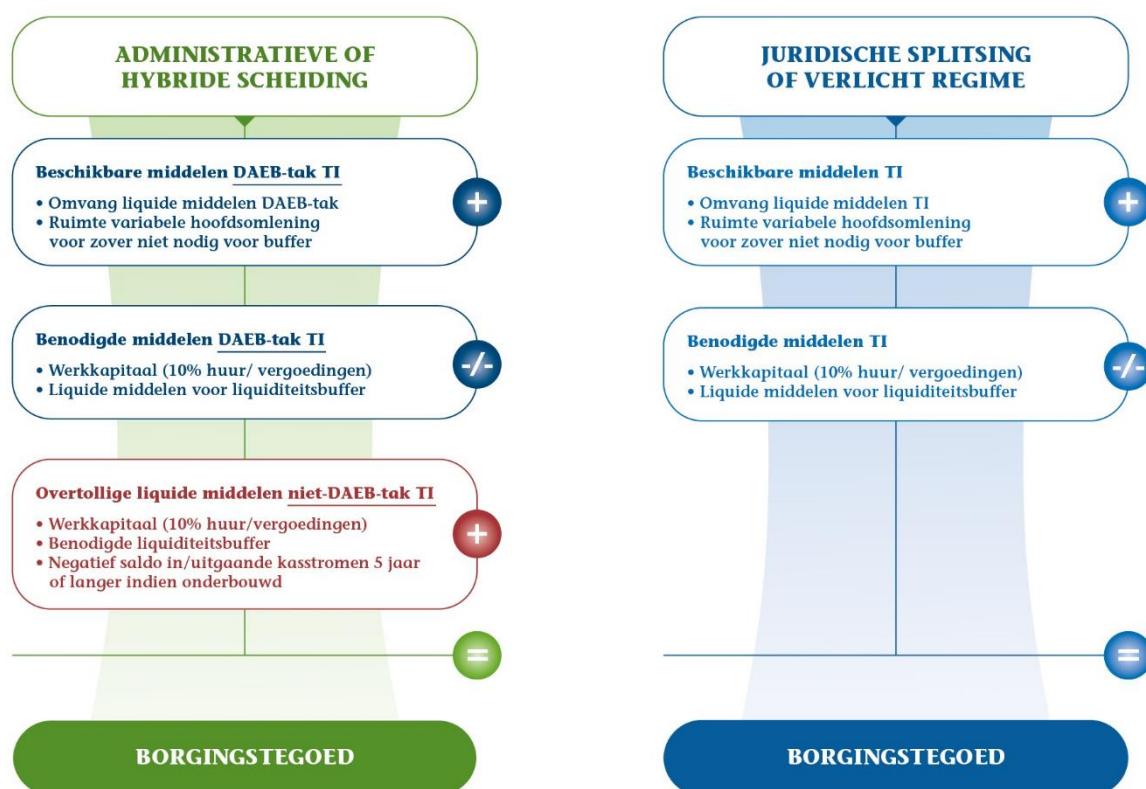 ADMINISTRATIEVE OF
HYBRIDE SCHEIDING
Beschikbare middelen DAEB-tak TI
• Omvang liquide middelen DAEB-tak
• Ruimte variabele hoofdsomlening
voor zover niet nodig voor buffer
+
Benodigde middelen DAEB-tak TI
• Werkkapitaal (10% huur/ vergoedingen)
• Liquide middelen voor liquiditeitsbuffer
-/-
Overtollige liquide middelen niet-DAEB-tak TI
• Werkkapitaal (10% huur/vergoedingen)
• Benodigde liquiditeitsbuffer
• Negatief saldo in/uitgaande kasstromen 5 jaar
of langer indien onderbouwd
+
=
BORGINGSTEGOED
JURIDISCHE SPLITSING
OF VERLICHT REGIME
Beschikbare middelen TI
• Omvang liquide middelen TI
• Ruimte variabele hoofdsomlening
voor zover niet nodig voor buffer
+
Benodigde middelen TI
• Werkkapitaal (10% huur/ vergoedingen)
• Liquide middelen voor liquiditeitsbuffer
-/-
=
BORGINGSTEGOED